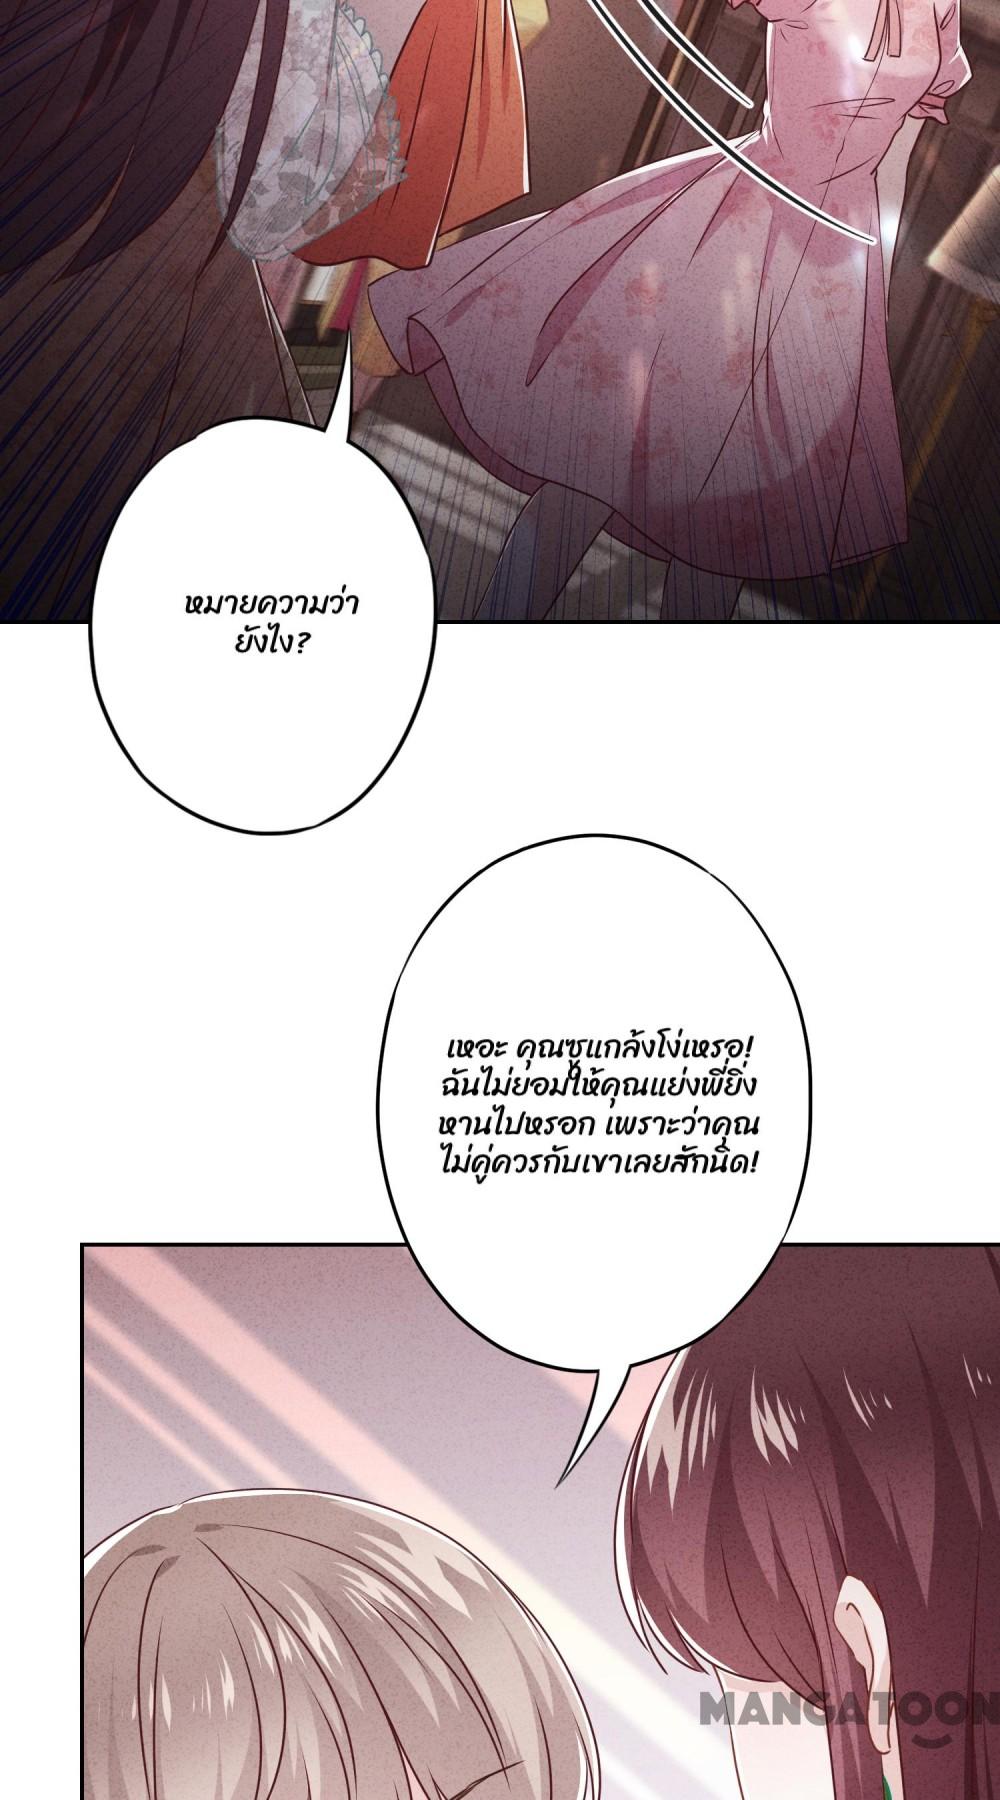 หมายความว่า
ยังไง?
เหอะ คุณซูแกล้งโง่เหรอ!
ฉันไม่ยอมให้คุณแย่งพี่ยิ่ง
หานไปหรอก เพราะว่าคุณ
ไม่คู่ควรกับเขาเลยสักนิด!
MANGATOON